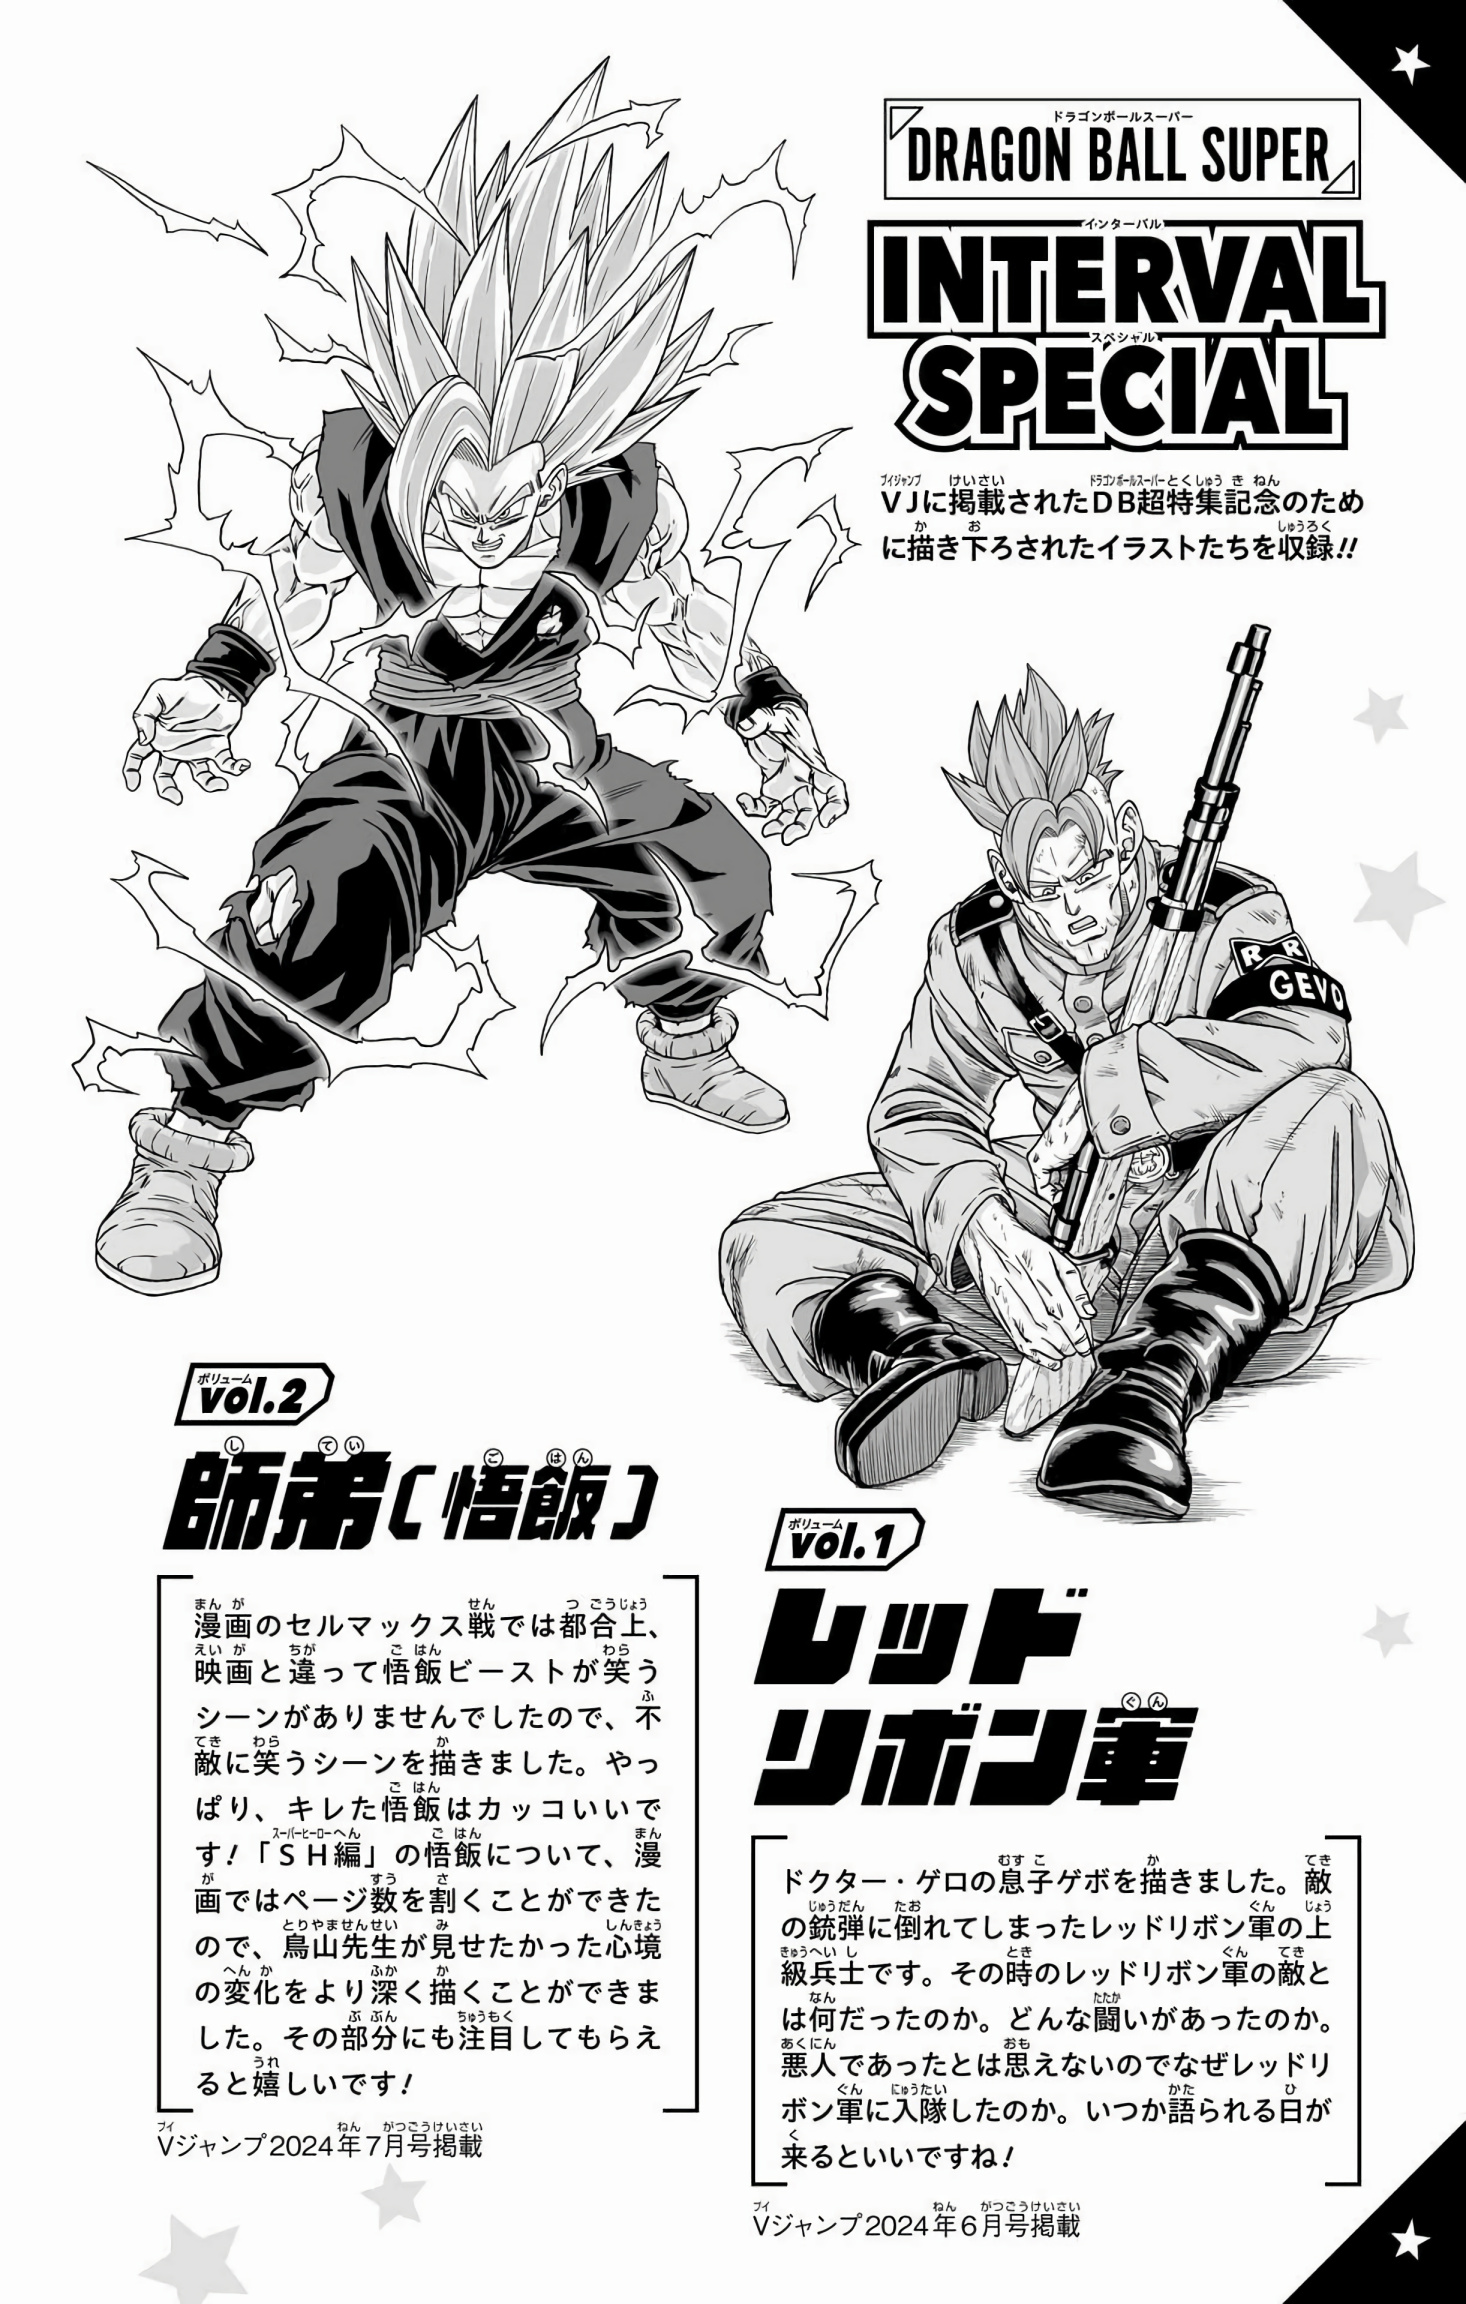 DRAGON BALL SUPER
ドラゴンボールスーパー
INTERVAL
インターバル
SPECIAL
スペシャル
VJに掲載されたDB超特集記念のため
に描き下ろされたイラストたちを収録!!
RR
GEVO
vol.1
レッド
リボン軍
ドクター・ゲロの息子ゲボを描きました。敵
の銃弾に倒れてしまったレッドリボン軍の上
級兵士です。その時のレッドリボン軍の敵と
は何だったのか。どんな闘いがあったのか。
悪人であったとは思えないのでなぜレッドリ
ボン軍に入隊したのか。いつか語られる日が
来るといいですね!
Vジャンプ2024年6月号掲載
vol.2
師弟〔悟飯〕
漫画のセルマックス戦では都合上、
映画と違って悟飯ビーストが笑う
シーンがありませんでしたので、不
敵に笑うシーンを描きました。やっ
ぱり、キレた悟飯はカッコいいで
す!「SH編」の悟飯について、漫
画ではページ数を割くことができた
ので、鳥山先生が見せたかった心境
の変化をより深く描くことができま
した。その部分にも注目してもらえ
ると嬉しいです!
Vジャンプ2024年7月号掲載